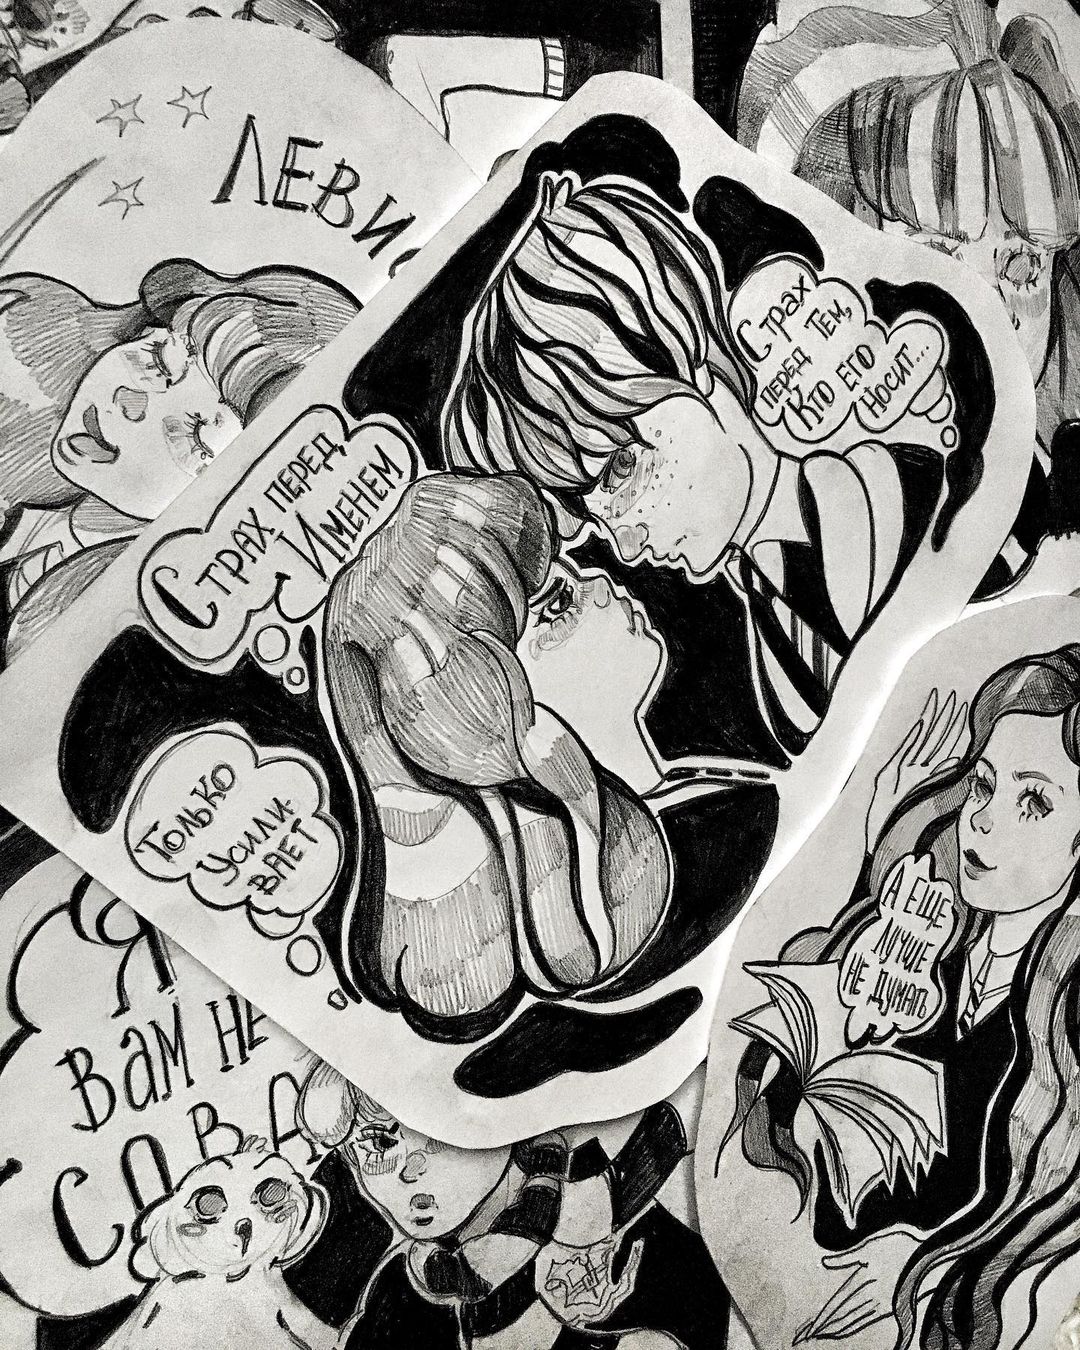 ЛЕВИ
Страх
перед Тем,
Кто его
носит...
Страх перед
Именем
Только
усили-
вает
А ЕЩЕ
ЛУЧШЕ
НЕ ДУМАТЬ
Я
Вам НЕ
СОВА